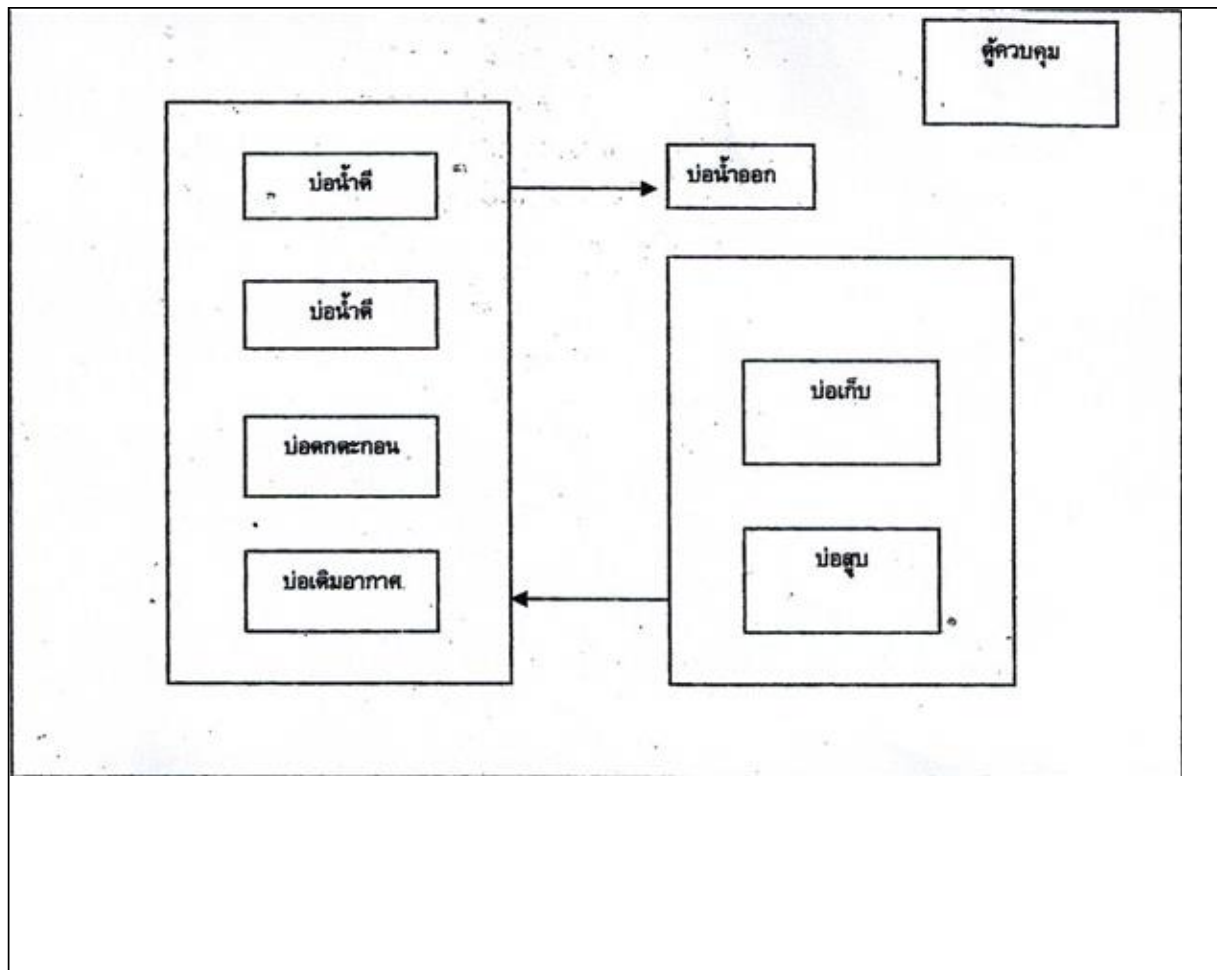 ตู้ควบคุม
บ่อน้ำดี
บ่อน้ำออก
บ่อน้ำดี
บ่อเก็บ
บ่อตกตะกอน
บ่อสูบ
บ่อเติมอากาศ